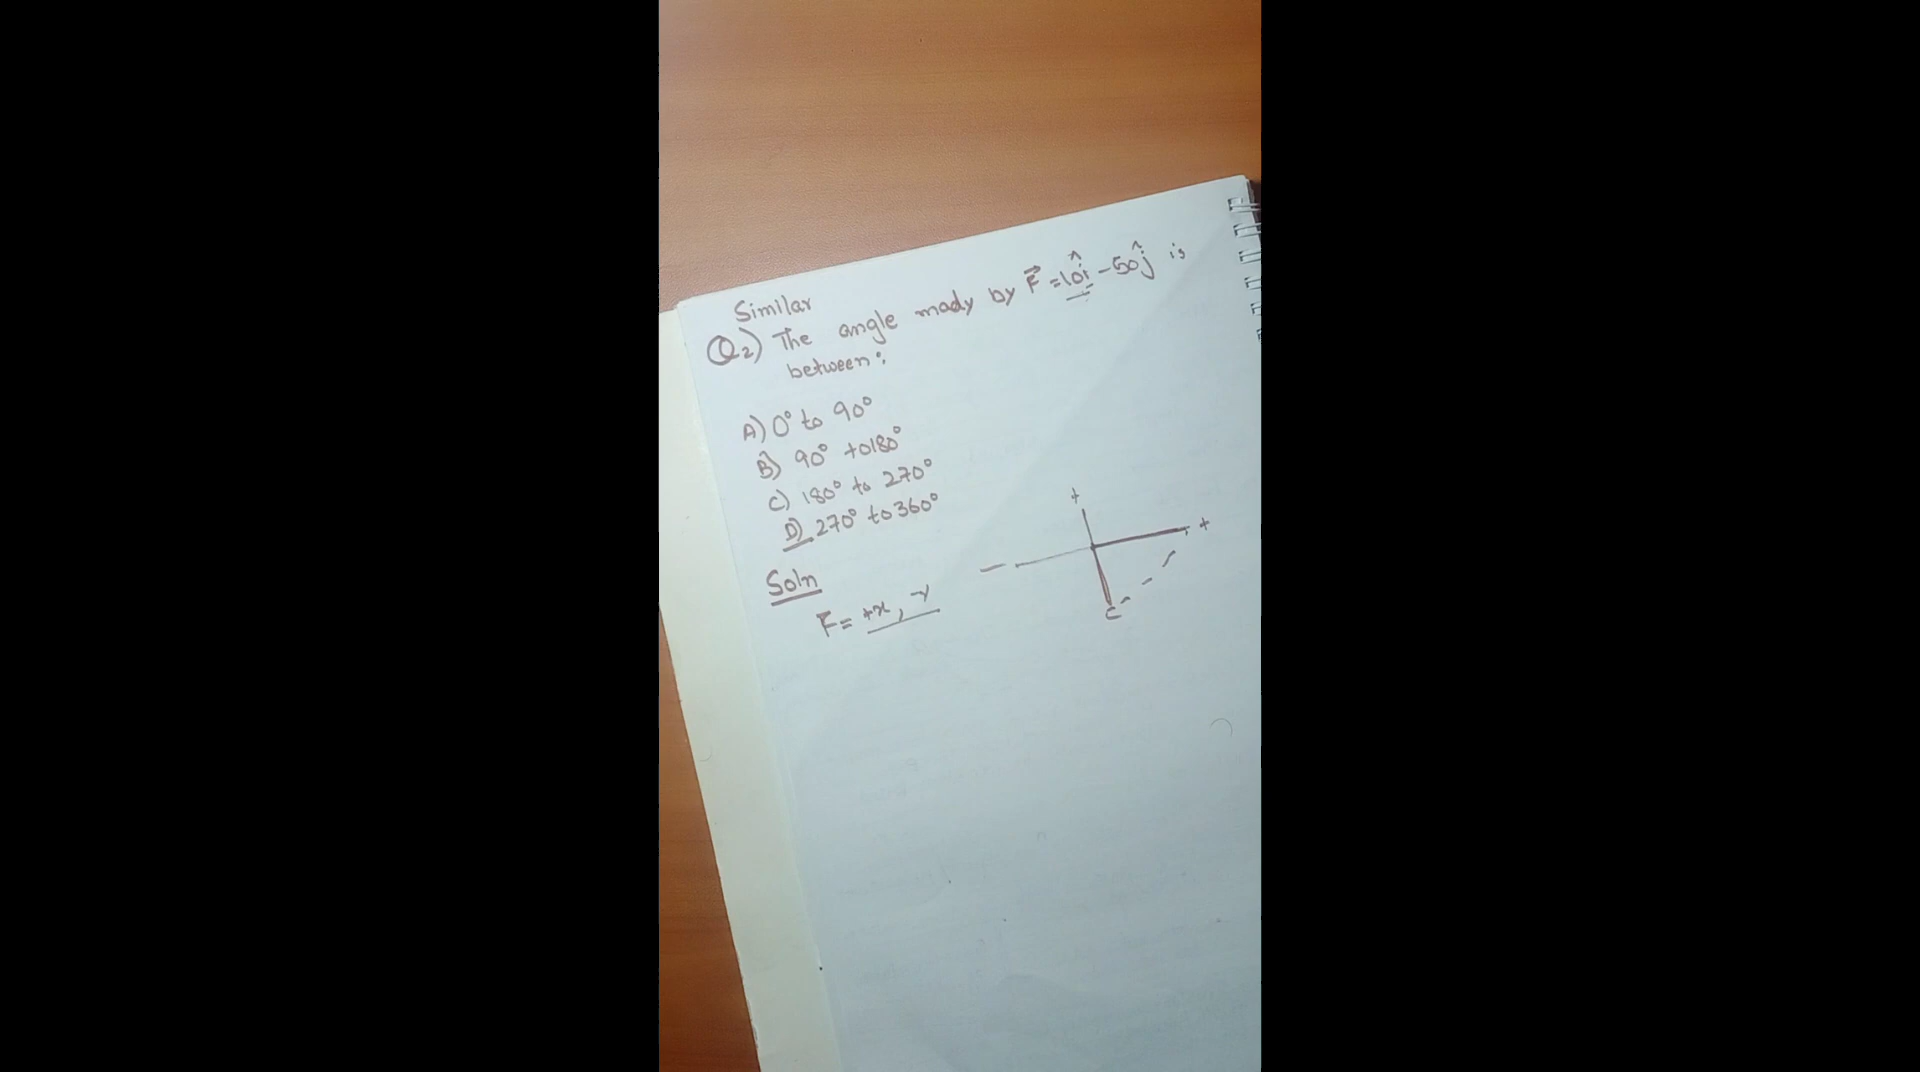 Similar
Q2) The angle mady by F⃗ = 10î - 50ĵ is
between:
A) 0° to 90°
B) 90° to 180°
C) 180° to 270°
D) 270° to 360°
Soln
F = +x, -y
+
+
-